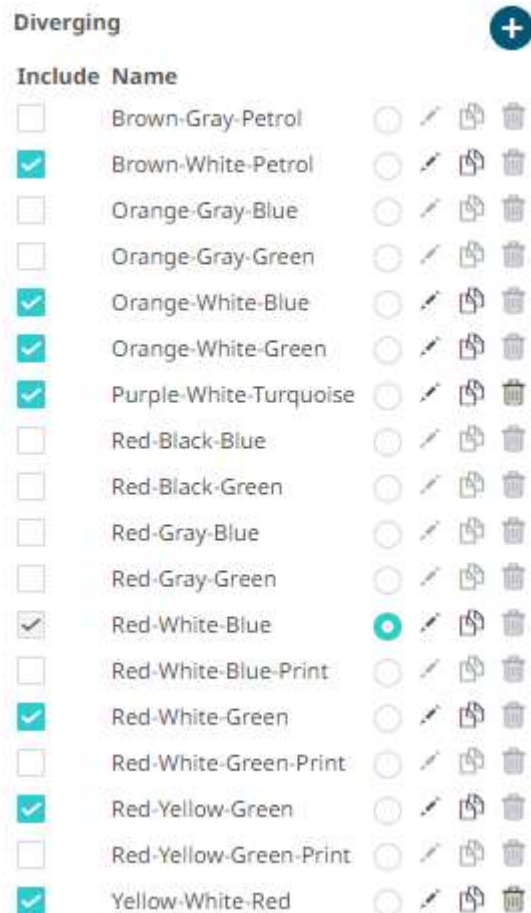 Diverging
Include Name
Brown-Gray-Petrol
Brown-White-Petrol
Orange-Gray-Blue
Orange-Gray-Green
Orange-White-Blue
Orange-White-Green
Purple-White-Turquoise
Red-Black-Blue
Red-Black-Green
Red-Gray-Blue
Red-Gray-Green
Red-White-Blue
Red-White-Blue-Print
Red-White-Green
Red-White-Green-Print
Red-Yellow-Green
Red-Yellow-Green-Print
Yellow-White-Red